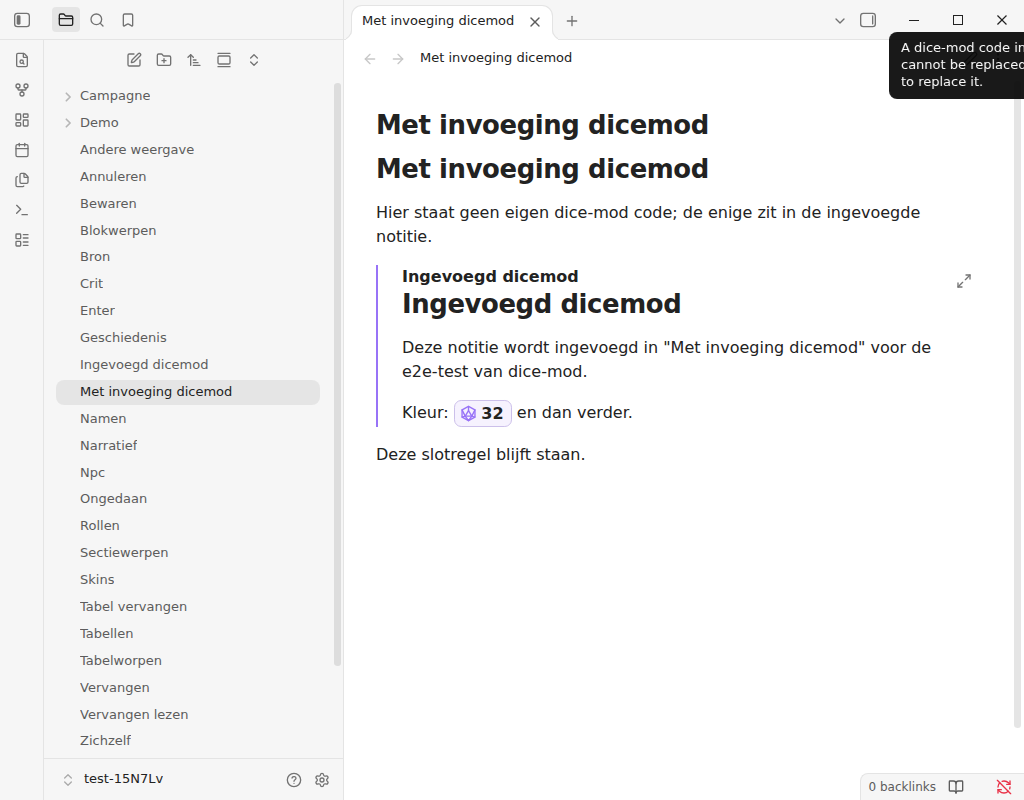 Met invoeging dicemod
Met invoeging dicemod
A dice-mod code in
cannot be replaced
to replace it.
Campagne
Demo
Andere weergave
Annuleren
Bewaren
Blokwerpen
Bron
Crit
Enter
Geschiedenis
Ingevoegd dicemod
Met invoeging dicemod
Namen
Narratief
Npc
Ongedaan
Rollen
Sectiewerpen
Skins
Tabel vervangen
Tabellen
Tabelworpen
Vervangen
Vervangen lezen
Zichzelf
test-15N7Lv
Met invoeging dicemod
Met invoeging dicemod
Hier staat geen eigen dice-mod code; de enige zit in de ingevoegde
notitie.
Ingevoegd dicemod
Ingevoegd dicemod
Deze notitie wordt ingevoegd in "Met invoeging dicemod" voor de
e2e-test van dice-mod.
Kleur: 32 en dan verder.
Deze slotregel blijft staan.
0 backlinks